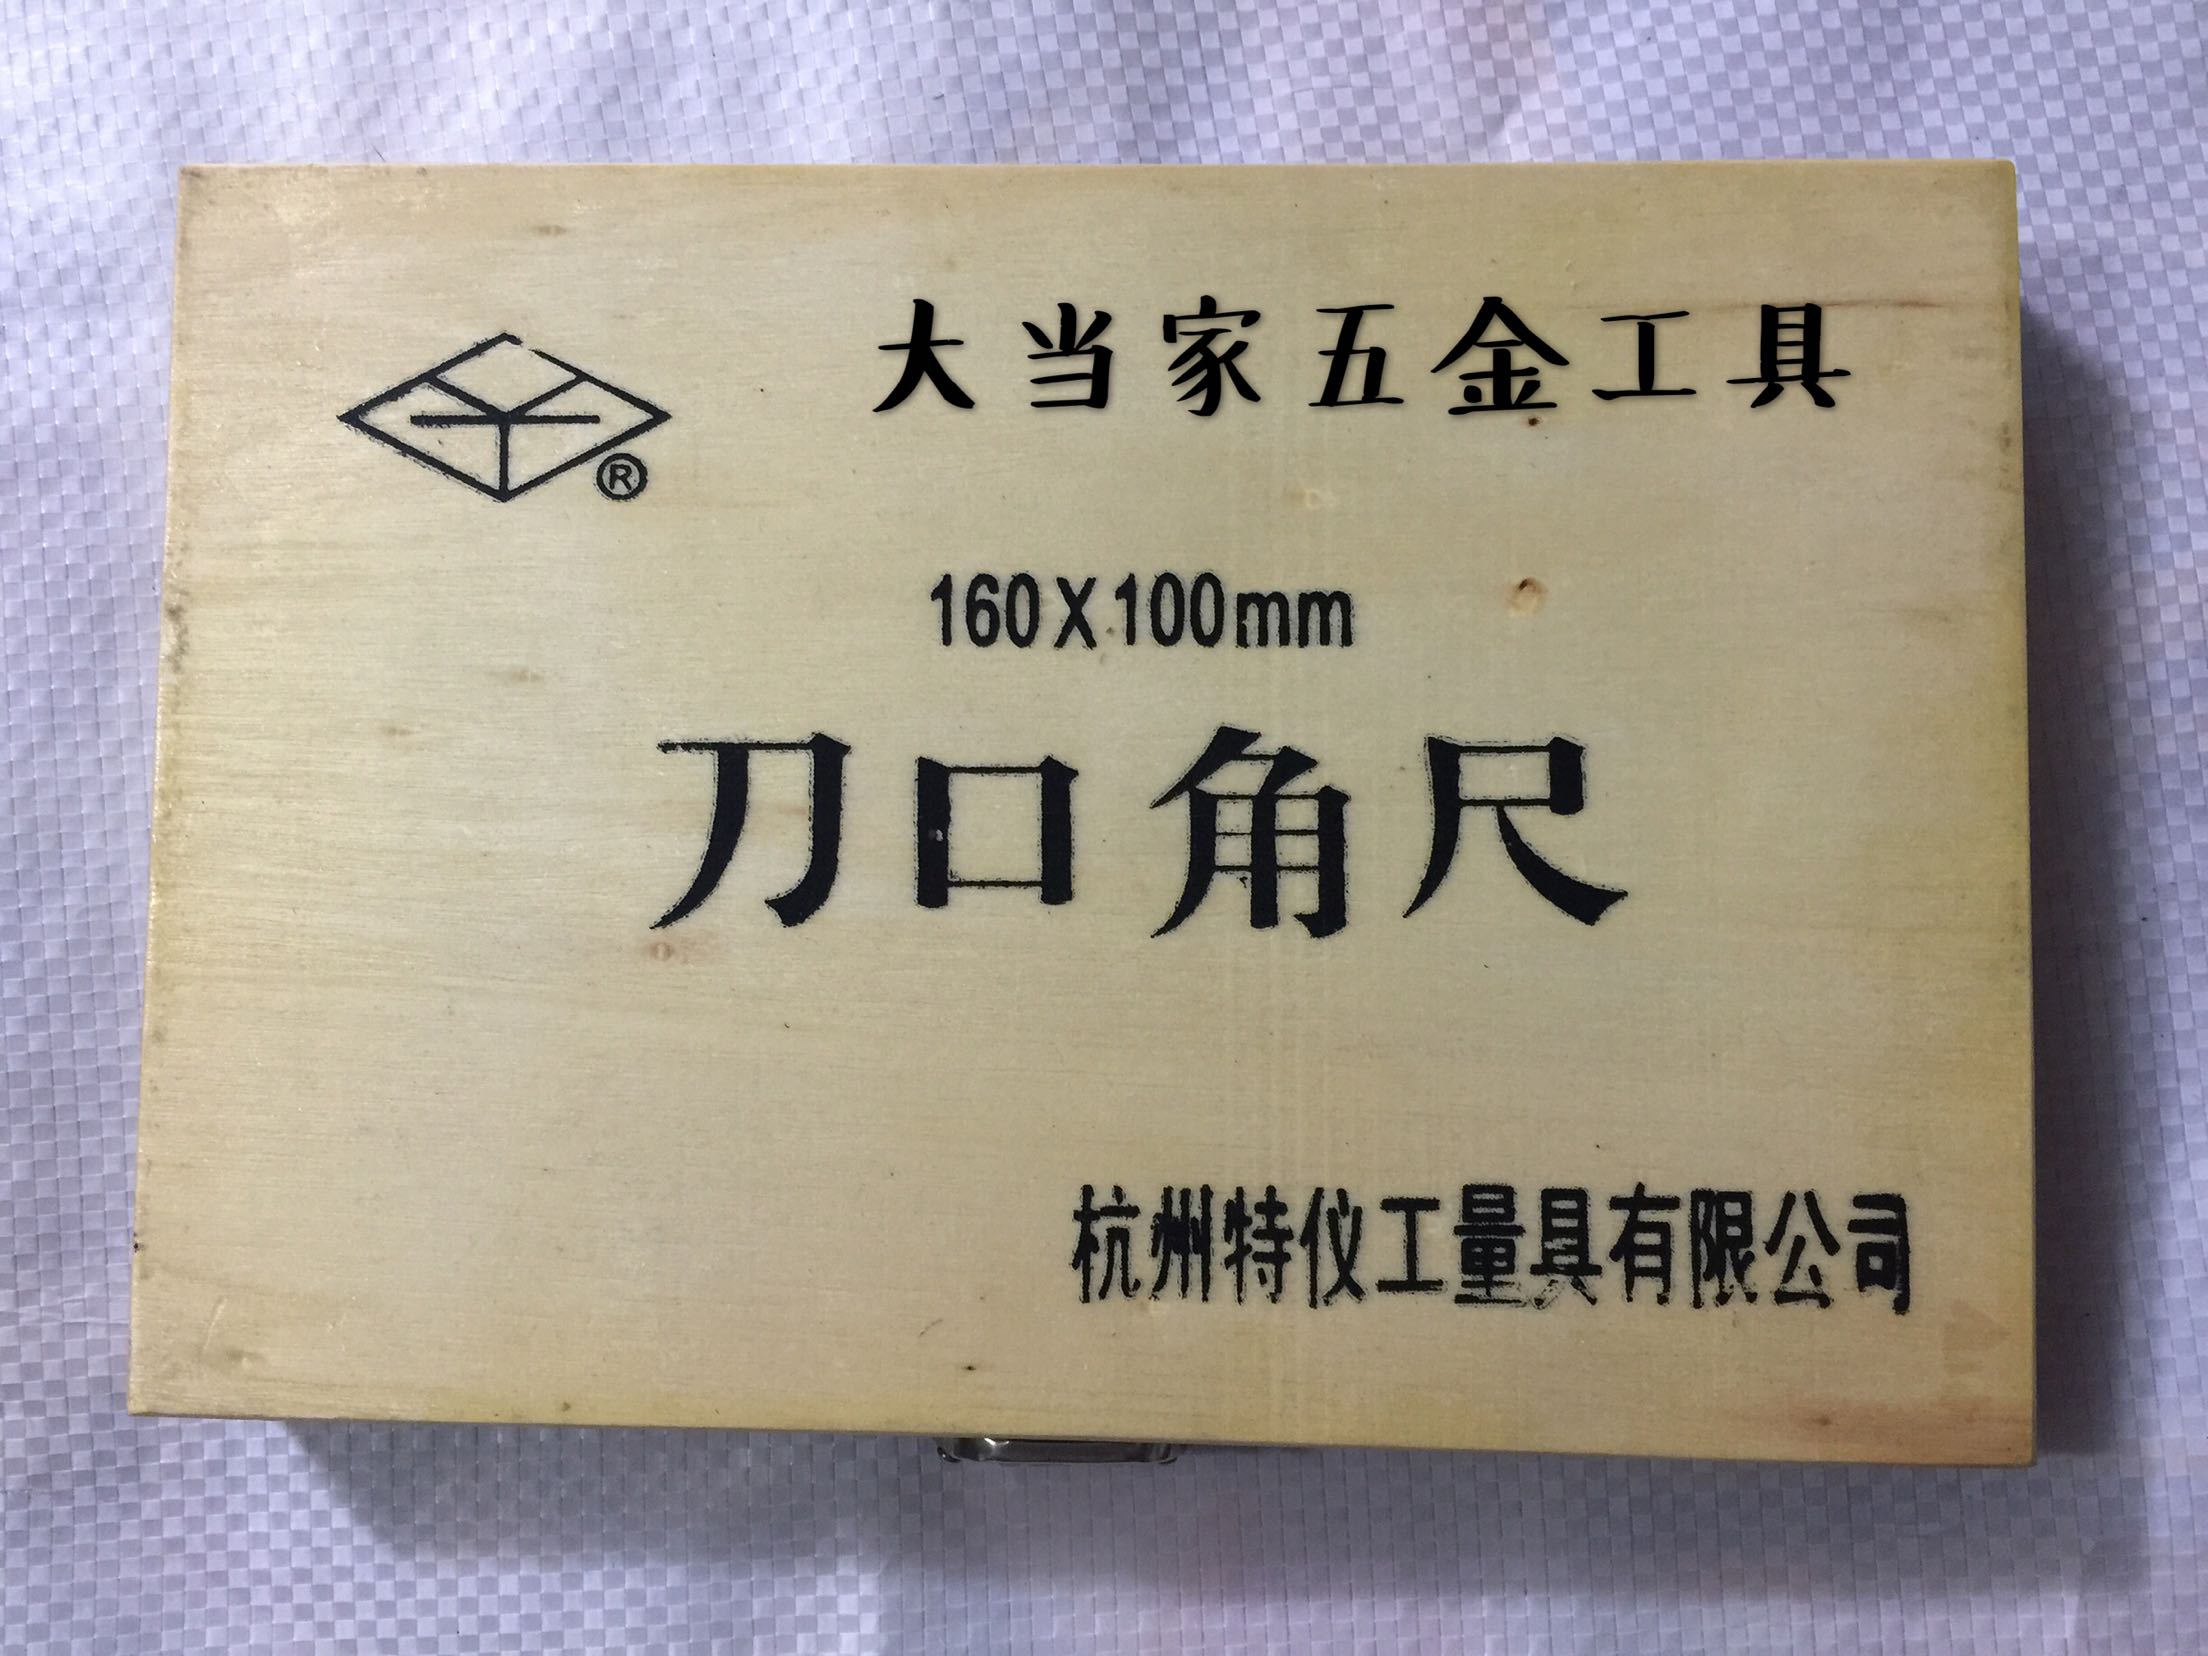 大当家五金工具
®
160X100mm
刀口角尺
杭州特仪工量具有限公司